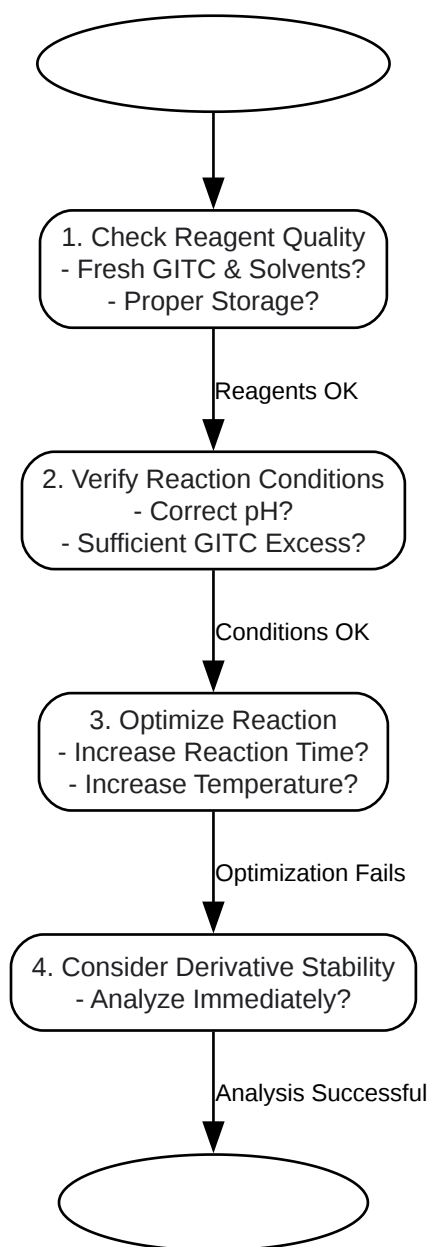 1. Check Reagent Quality
- Fresh GITC & Solvents?
- Proper Storage?
Reagents OK
2. Verify Reaction Conditions
- Correct pH?
- Sufficient GITC Excess?
Conditions OK
3. Optimize Reaction
- Increase Reaction Time?
- Increase Temperature?
Optimization Fails
4. Consider Derivative Stability
- Analyze Immediately?
Analysis Successful